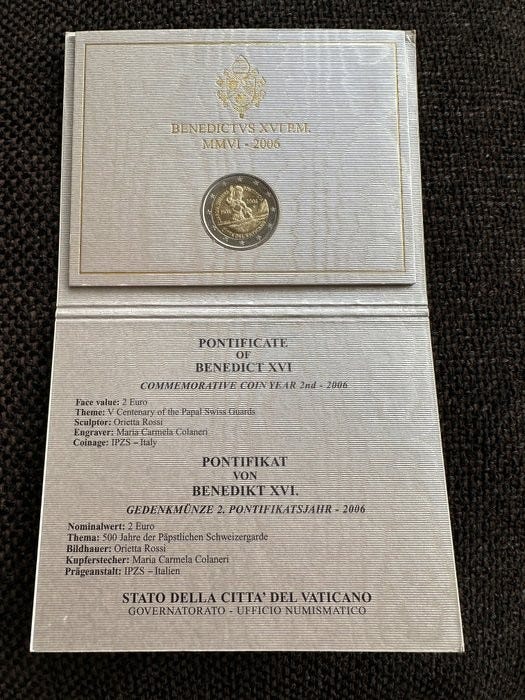 BENEDICTVS XVI P.M.
MMVI - 2006
PONTIFICATE
OF
BENEDICT XVI
COMMEMORATIVE COIN YEAR 2nd - 2006
Face value: 2 Euro
Theme: V Centenary of the Papal Swiss Guards
Sculptor: Orietta Rossi
Engraver: Maria Carmela Colaneri
Coinage: IPZS – Italy
PONTIFIKAT
VON
BENEDIKT XVI.
GEDENKMÜNZE 2. PONTIFIKATSJAHR - 2006
Nominalwert: 2 Euro
Thema: 500 Jahre der Päpstlichen Schweizergarde
Bildhauer: Orietta Rossi
Kupferstecher: Maria Carmela Colaneri
Prägeanstalt: IPZS – Italien
STATO DELLA CITTA' DEL VATICANO
GOVERNATORATO - UFFICIO NUMISMATICO